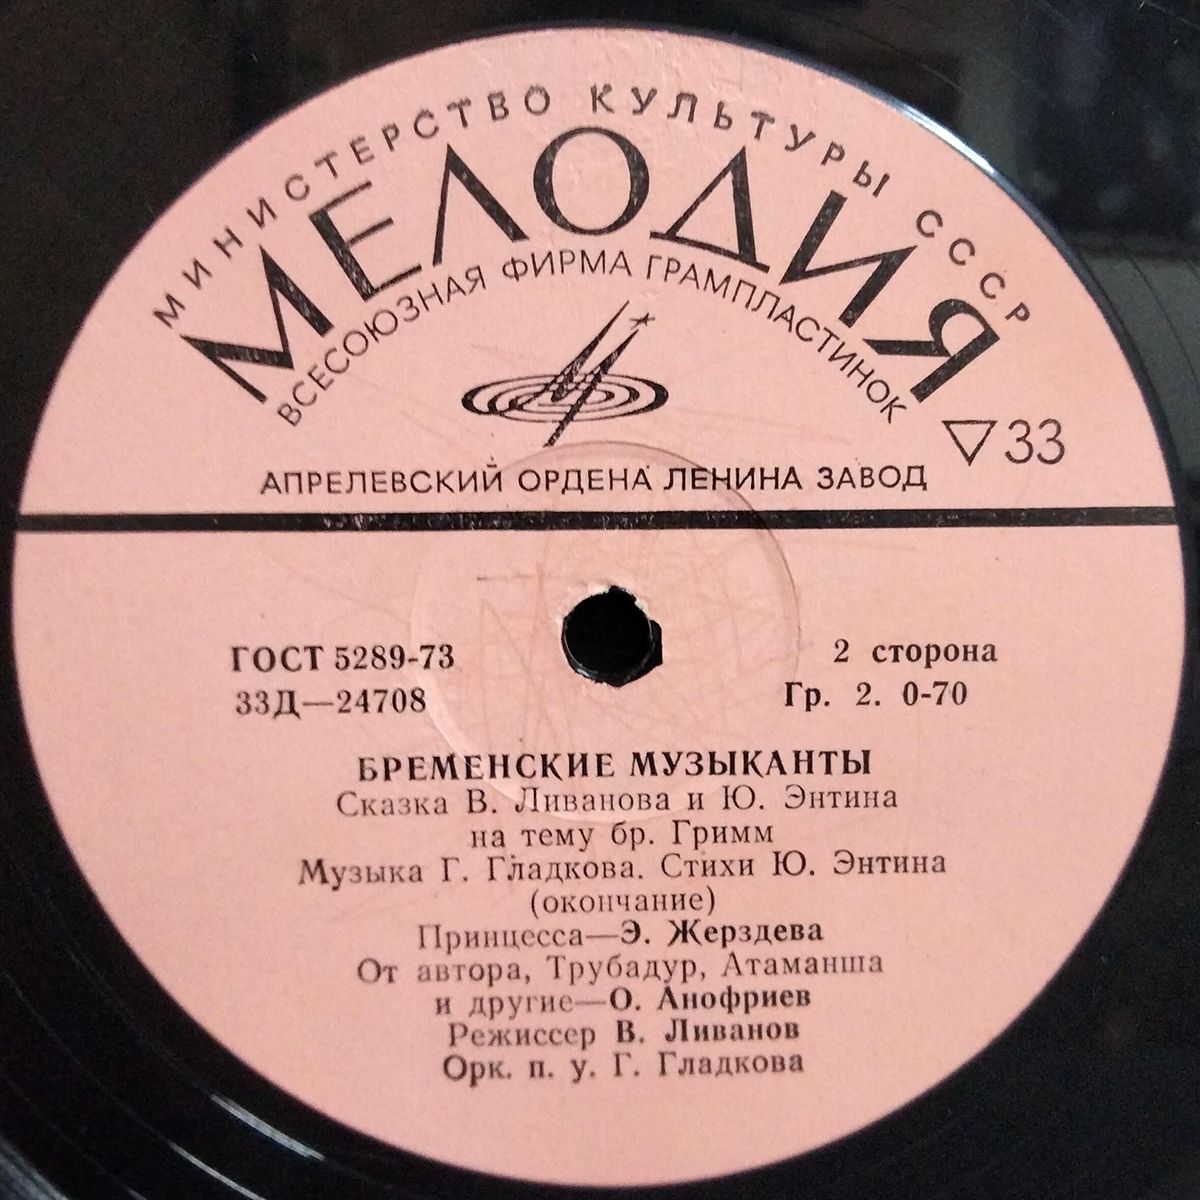 МИНИСТЕРСТВО КУЛЬТУРЫ СССР
МЕЛОДИЯ
ВСЕСОЮЗНАЯ ФИРМА ГРАМПЛАСТИНОК
▽33
АПРЕЛЕВСКИЙ ОРДЕНА ЛЕНИНА ЗАВОД
ГОСТ 5289-73
33Д—24708
2 сторона
Гр. 2. 0-70
БРЕМЕНСКИЕ МУЗЫКАНТЫ
Сказка В. Ливанова и Ю. Энтина
на тему бр. Гримм
Музыка Г. Гладкова. Стихи Ю. Энтина
(окончание)
Принцесса—Э. Жерздева
От автора, Трубадур, Атаманша
и другие—О. Анофриев
Режиссер В. Ливанов
Орк. п. у. Г. Гладкова